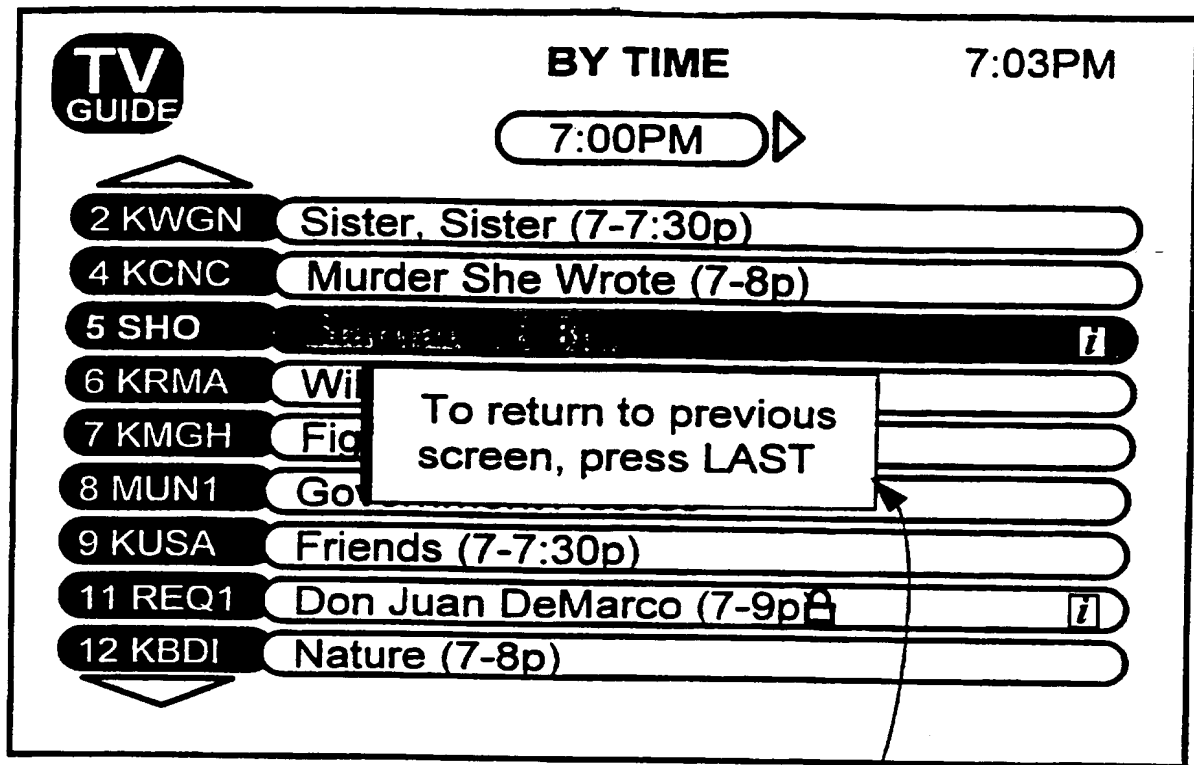 TV
GUIDE
BY TIME
7:03PM
7:00PM
2 KWGN Sister, Sister (7-7:30p)
4 KCNC Murder She Wrote (7-8p)
5 SHO i
6 KRMA Wil
7 KMGH Fig
8 MUN1
9 KUSA Friends (7-7:30p)
11 REQ1 Don Juan DeMarco (7-9p i
12 KBDI Nature (7-8p)
To return to previous
screen, press LAST